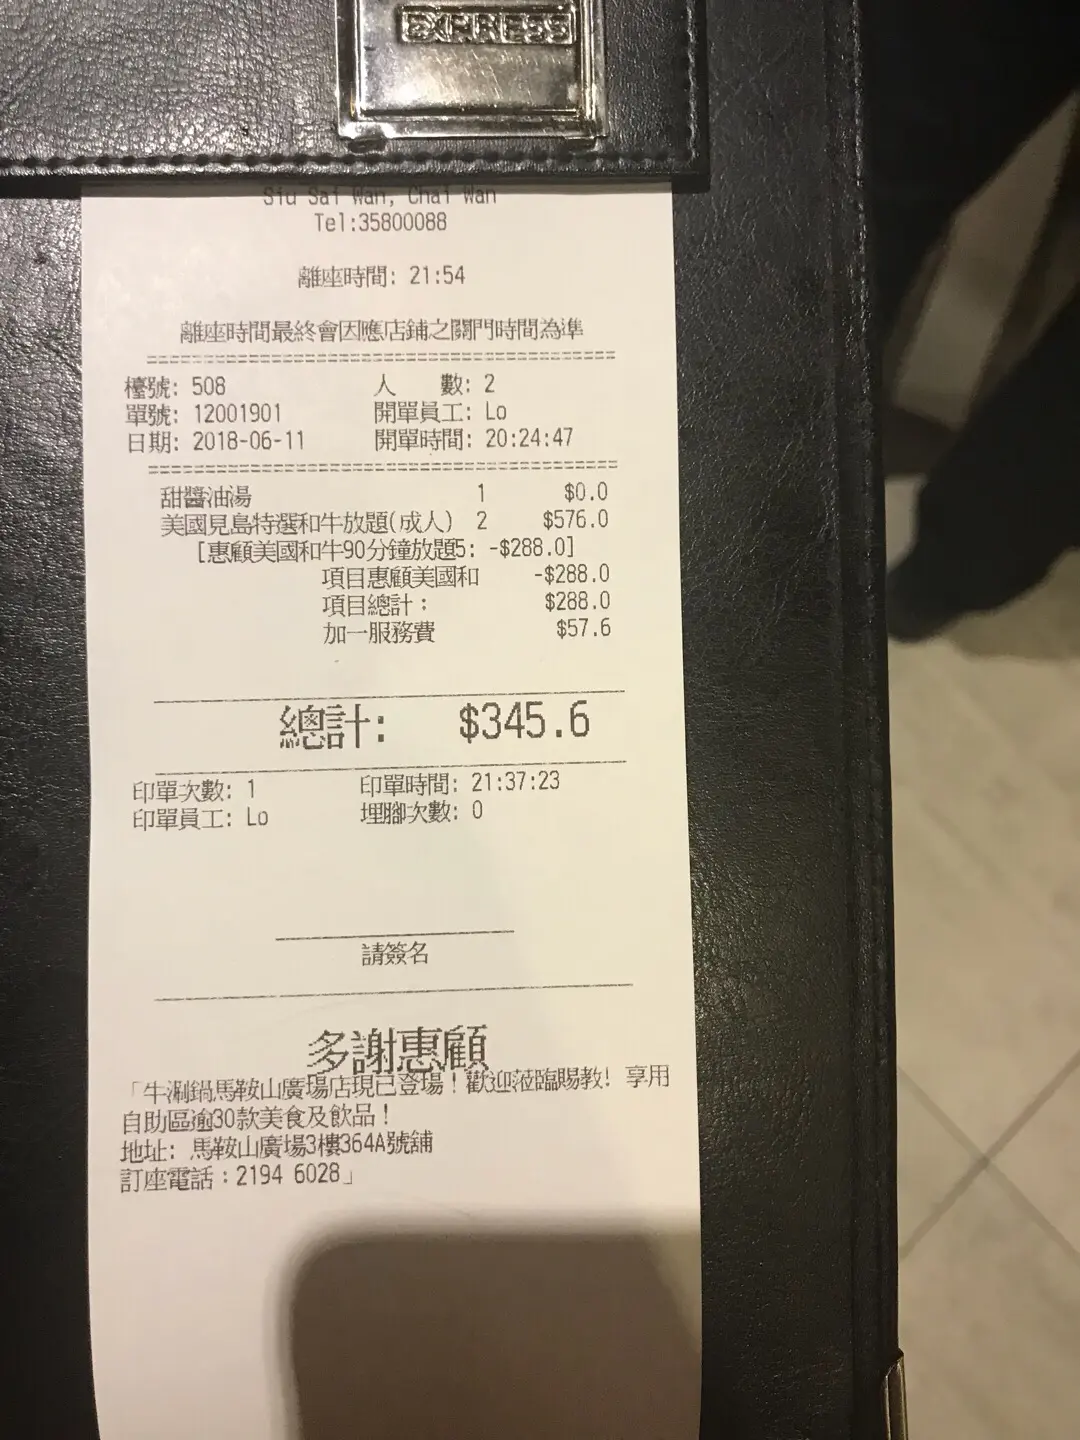 EXPRESS
Siu Sai Wan, Chai Wan
Tel:35800088
離座時間: 21:54
離座時間最終會因應店鋪之關門時間為準
檯號: 508 人 數: 2
單號: 12001901 開單員工: Lo
日期: 2018-06-11 開單時間: 20:24:47
甜醬油湯 1 $0.0
美國見島特選和牛放題(成人) 2 $576.0
[惠顧美國和牛90分鐘放題5: -$288.0]
項目惠顧美國和 -$288.0
項目總計: $288.0
加一服務費 $57.6
總計: $345.6
印單次數: 1 印單時間: 21:37:23
印單員工: Lo 埋腳次數: 0
請簽名
多謝惠顧
「牛涮鍋馬鞍山廣場店現已登場！歡迎蒞臨賜教! 享用
自助區逾30款美食及飲品！
地址: 馬鞍山廣場3樓364A號舖
訂座電話：2194 6028」